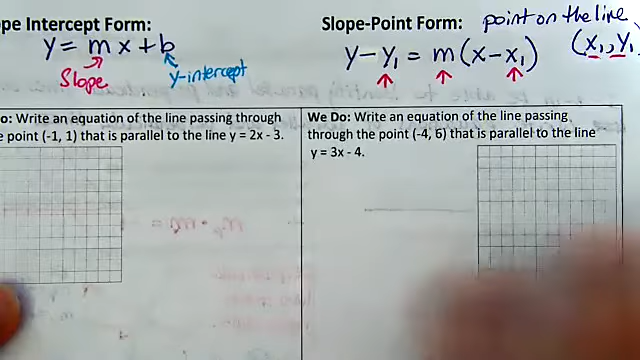 pe Intercept Form:
y = mx + b
Slope
y-intercept
Slope-Point Form:
point on the line
y - y₁ = m(x - x₁)
(x₁, y₁
o: Write an equation of the line passing through
e point (-1, 1) that is parallel to the line y = 2x - 3.
We Do: Write an equation of the line passing
through the point (-4, 6) that is parallel to the line
y = 3x - 4.